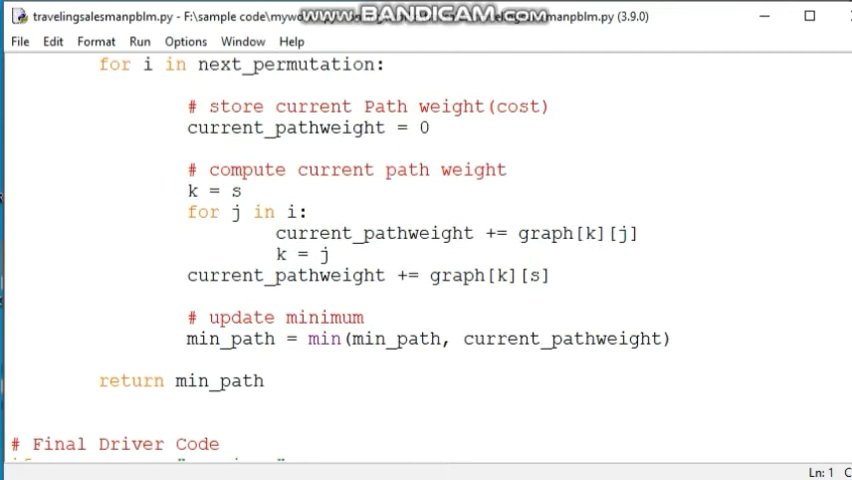 travelingsalesmanpblm.py - F:\sample code\mywo www.BANDICAM.com manpblm.py (3.9.0)
File Edit Format Run Options Window Help
for i in next_permutation:
# store current Path weight(cost)
current_pathweight = 0
# compute current path weight
k = s
for j in i:
current_pathweight += graph[k][j]
k = j
current_pathweight += graph[k][s]
# update minimum
min_path = min(min_path, current_pathweight)
return min_path
# Final Driver Code
Ln: 1 C